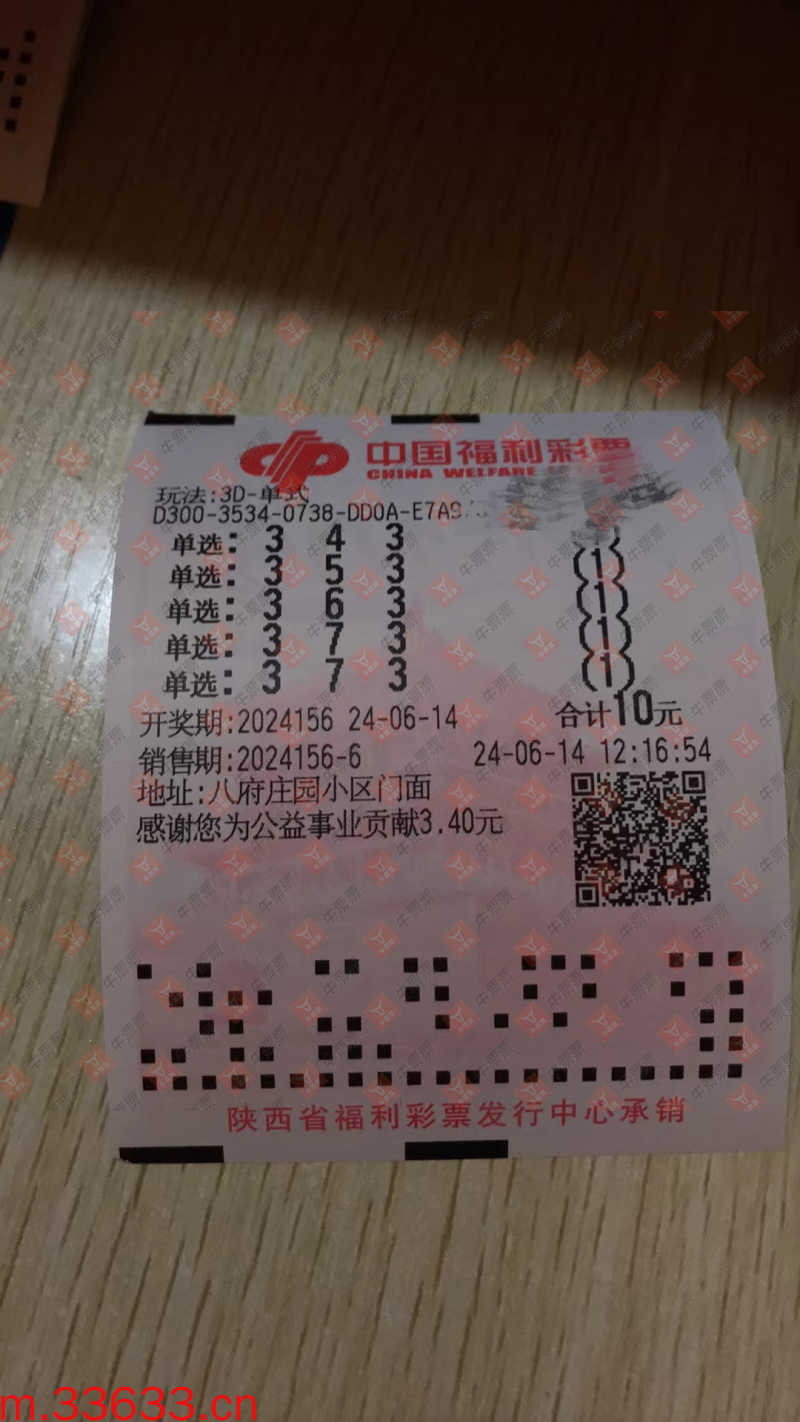 中国福利彩票
CHINA WELFARE
玩法:3D-单式
D300-3534-0738-DD0A-E7A9
单选: 3 4 3
单选: 3 5 3 (1)
单选: 3 6 3 (1)
单选: 3 7 3 (1)
单选: 3 7 3 (1)
开奖期:2024156 24-06-14 合计10元
销售期:2024156-6 24-06-14 12:16:54
地址:八府庄园小区门面
感谢您为公益事业贡献3.40元
陕西省福利彩票发行中心承销
m.33633.cn